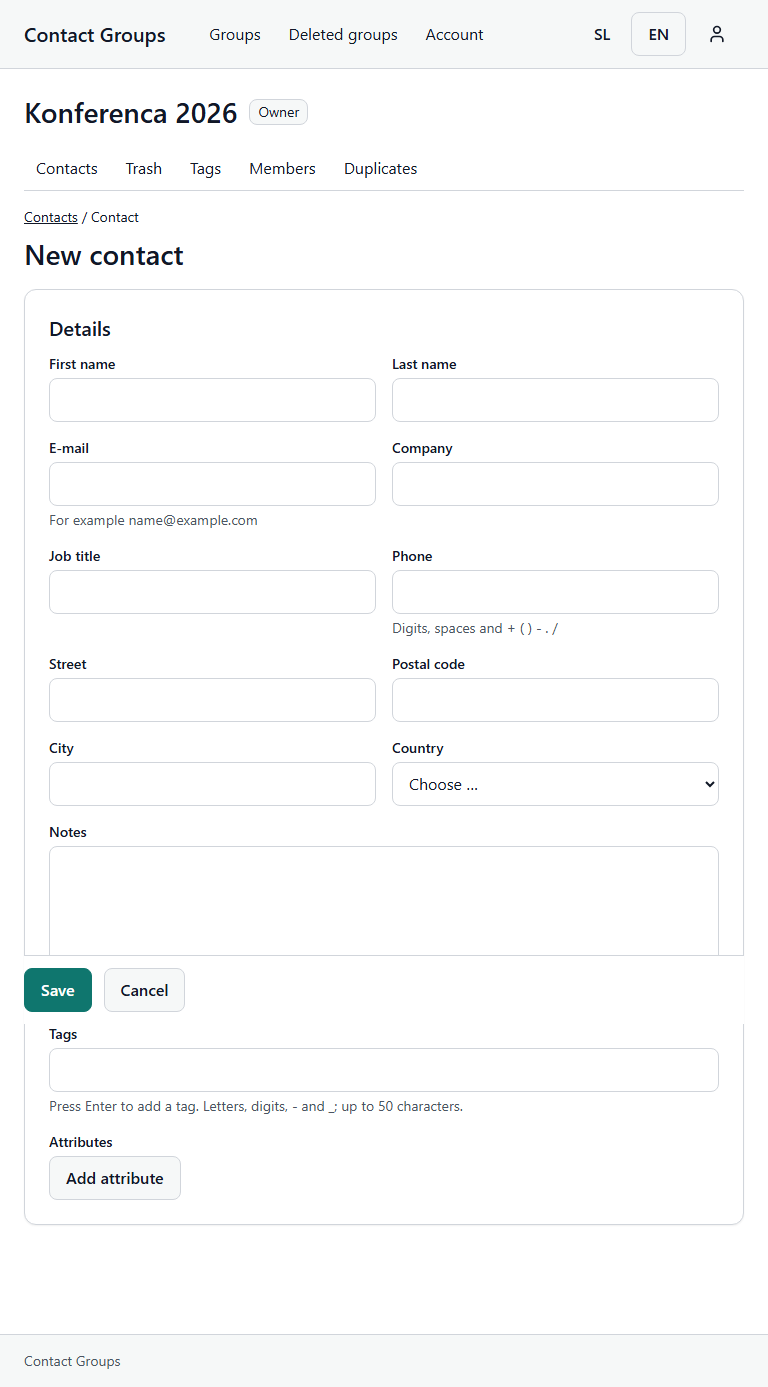 Contact Groups Groups Deleted groups Account SL EN
Konferenca 2026 Owner
Contacts Trash Tags Members Duplicates
Contacts / Contact
New contact
Details
First name Last name
E-mail Company
For example name@example.com
Job title Phone
Digits, spaces and + ( ) - . /
Street Postal code
City Country
Choose ...
Notes
Save Cancel
Tags
Press Enter to add a tag. Letters, digits, - and _; up to 50 characters.
Attributes
Add attribute
Contact Groups